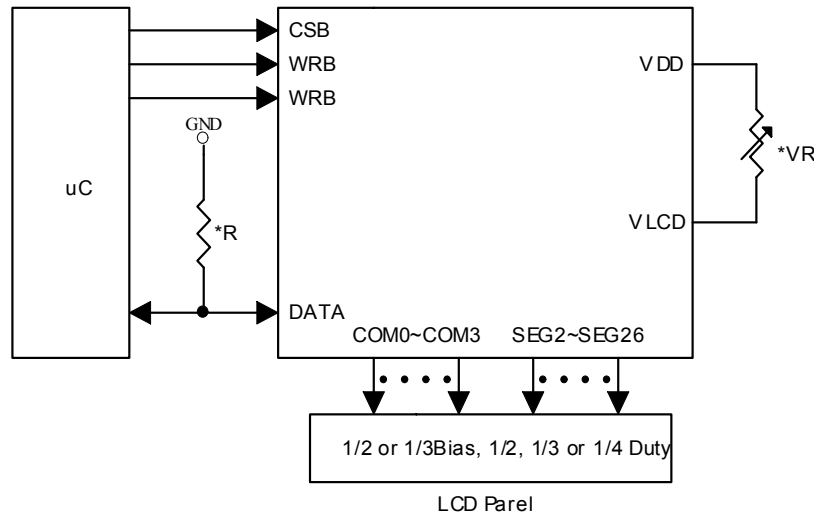 CSB
WRB
WRB
VDD
GND
*VR
uC
*R
VLCD
DATA
COM0~COM3 SEG2~SEG26
1/2 or 1/3Bias, 1/2, 1/3 or 1/4 Duty
LCD Parel